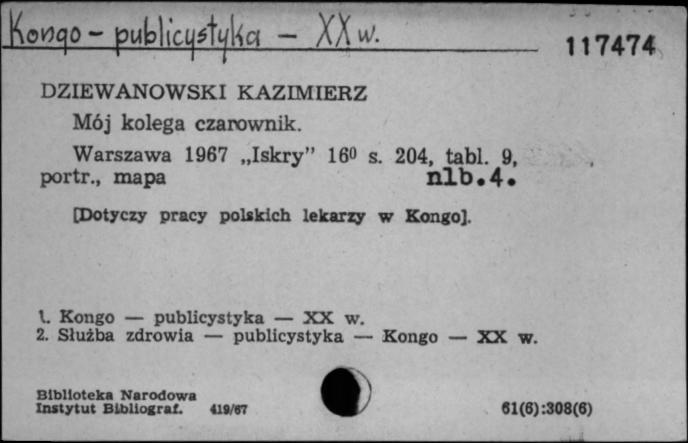 Kongo - publicystyka - XX w.
117474
DZIEWANOWSKI KAZIMIERZ
Mój kolega czarownik.
Warszawa 1967 „Iskry” 16⁰ s. 204, tabl. 9,
portr., mapa nlb.4.
[Dotyczy pracy polskich lekarzy w Kongo].
1. Kongo — publicystyka — XX w.
2. Służba zdrowia — publicystyka — Kongo — XX w.
Biblioteka Narodowa
Instytut Bibliograf. 419/67 61(6):308(6)